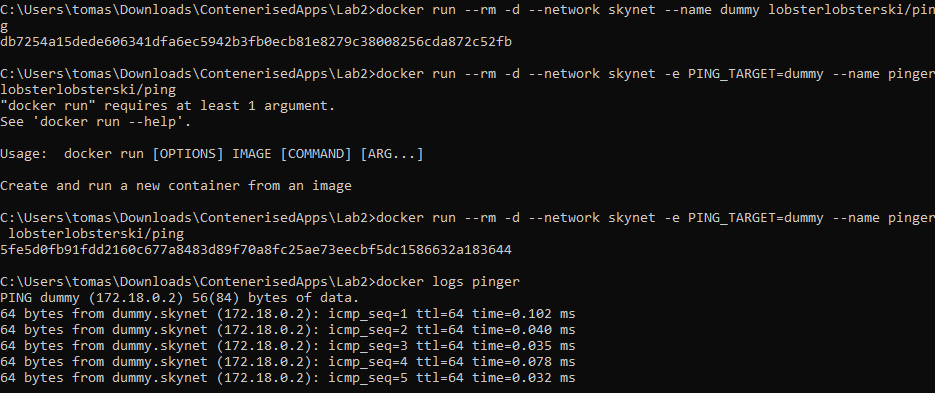 C:\Users\tomas\Downloads\ContenerisedApps\Lab2>docker run --rm -d --network skynet --name dummy lobsterlobsterski/pin
g
db7254a15dede606341dfa6ec5942b3fb0ecb81e8279c38008256cda872c52fb
C:\Users\tomas\Downloads\ContenerisedApps\Lab2>docker run --rm -d --network skynet -e PING_TARGET=dummy --name pinger
lobsterlobsterski/ping
"docker run" requires at least 1 argument.
See 'docker run --help'.
Usage:  docker run [OPTIONS] IMAGE [COMMAND] [ARG...]
Create and run a new container from an image
C:\Users\tomas\Downloads\ContenerisedApps\Lab2>docker run --rm -d --network skynet -e PING_TARGET=dummy --name pinger
 lobsterlobsterski/ping
5fe5d0fb91fdd2160c677a8483d89f70a8fc25ae73eecbf5dc1586632a183644
C:\Users\tomas\Downloads\ContenerisedApps\Lab2>docker logs pinger
PING dummy (172.18.0.2) 56(84) bytes of data.
64 bytes from dummy.skynet (172.18.0.2): icmp_seq=1 ttl=64 time=0.102 ms
64 bytes from dummy.skynet (172.18.0.2): icmp_seq=2 ttl=64 time=0.040 ms
64 bytes from dummy.skynet (172.18.0.2): icmp_seq=3 ttl=64 time=0.035 ms
64 bytes from dummy.skynet (172.18.0.2): icmp_seq=4 ttl=64 time=0.078 ms
64 bytes from dummy.skynet (172.18.0.2): icmp_seq=5 ttl=64 time=0.032 ms